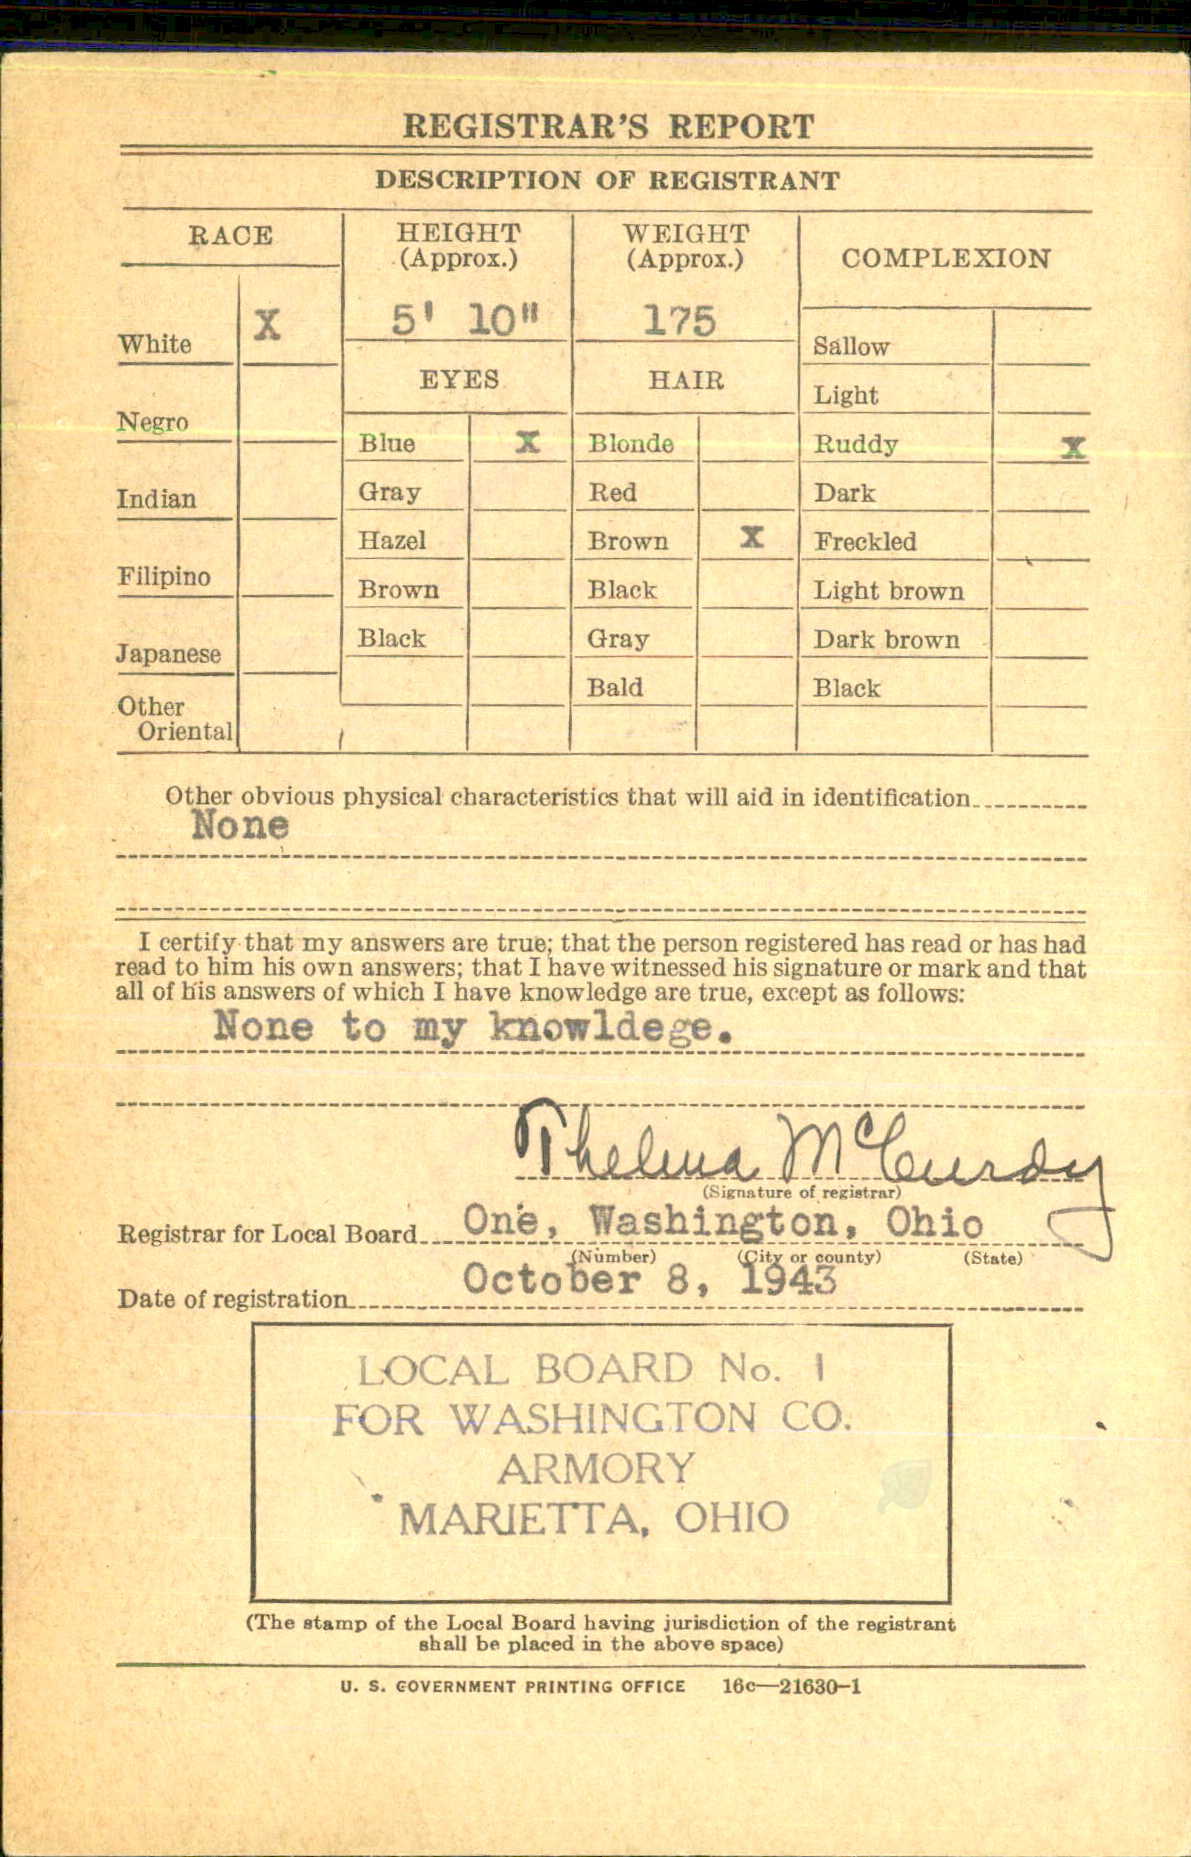 REGISTRAR'S REPORT
DESCRIPTION OF REGISTRANT
RACE
HEIGHT
(Approx.)
WEIGHT
(Approx.)
COMPLEXION
White X
5' 10"
175
Sallow
EYES
HAIR
Light
Negro
Blue X
Blonde
Ruddy X
Indian
Gray
Red
Dark
Hazel
Brown X
Freckled
Filipino
Brown
Black
Light brown
Japanese
Black
Gray
Dark brown
Bald
Black
Other
Oriental
Other obvious physical characteristics that will aid in identification
None
I certify that my answers are true; that the person registered has read or has had
read to him his own answers; that I have witnessed his signature or mark and that
all of his answers of which I have knowledge are true, except as follows:
None to my knowldege.
Thelma McCurdy
(Signature of registrar)
Registrar for Local Board One, Washington, Ohio
(Number) (City or county) (State)
Date of registration October 8, 1943
LOCAL BOARD No. 1
FOR WASHINGTON CO.
ARMORY
MARIETTA, OHIO
(The stamp of the Local Board having jurisdiction of the registrant
shall be placed in the above space)
U. S. GOVERNMENT PRINTING OFFICE 16c—21630-1